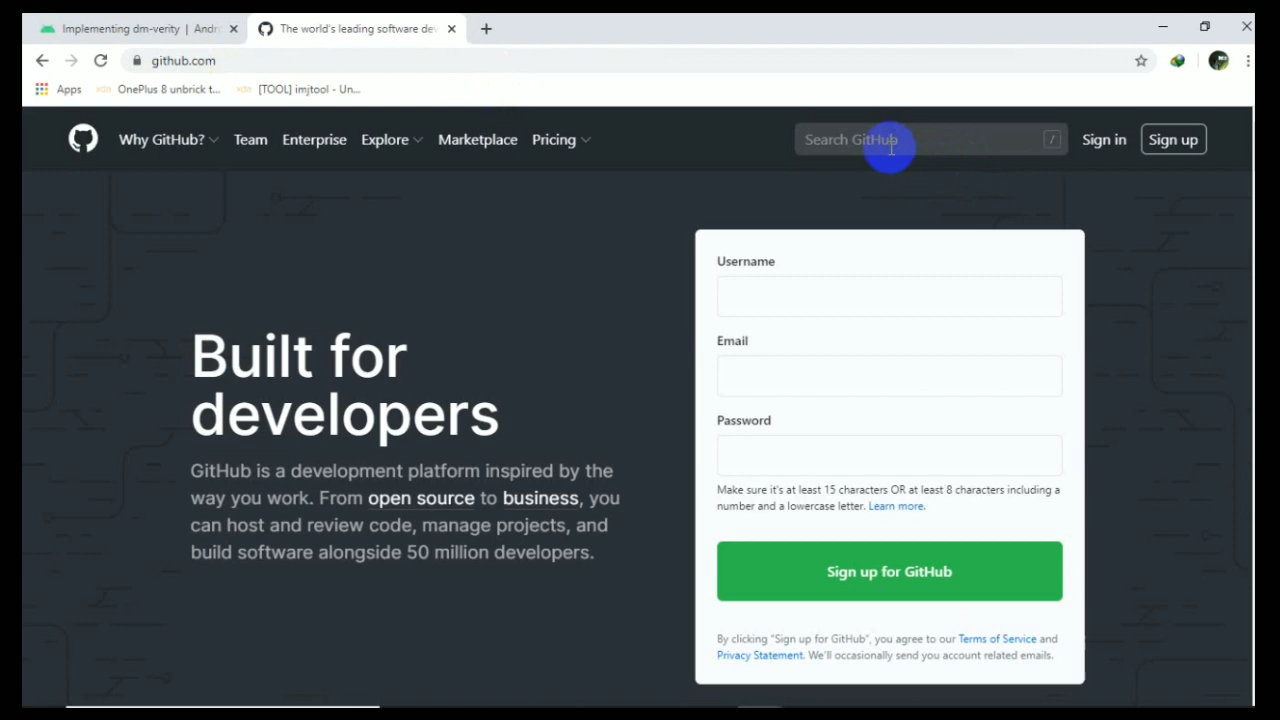 Implementing dm-verity | Andr
The world's leading software dev
github.com
Apps
OnePlus 8 unbrick t...
[TOOL] imjtool - Un...
Why GitHub?
Team
Enterprise
Explore
Marketplace
Pricing
Search GitHub
/
Sign in
Sign up
Built for
developers
GitHub is a development platform inspired by the
way you work. From open source to business, you
can host and review code, manage projects, and
build software alongside 50 million developers.
Username
Email
Password
Make sure it's at least 15 characters OR at least 8 characters including a
number and a lowercase letter. Learn more.
Sign up for GitHub
By clicking "Sign up for GitHub", you agree to our Terms of Service and
Privacy Statement. We'll occasionally send you account related emails.